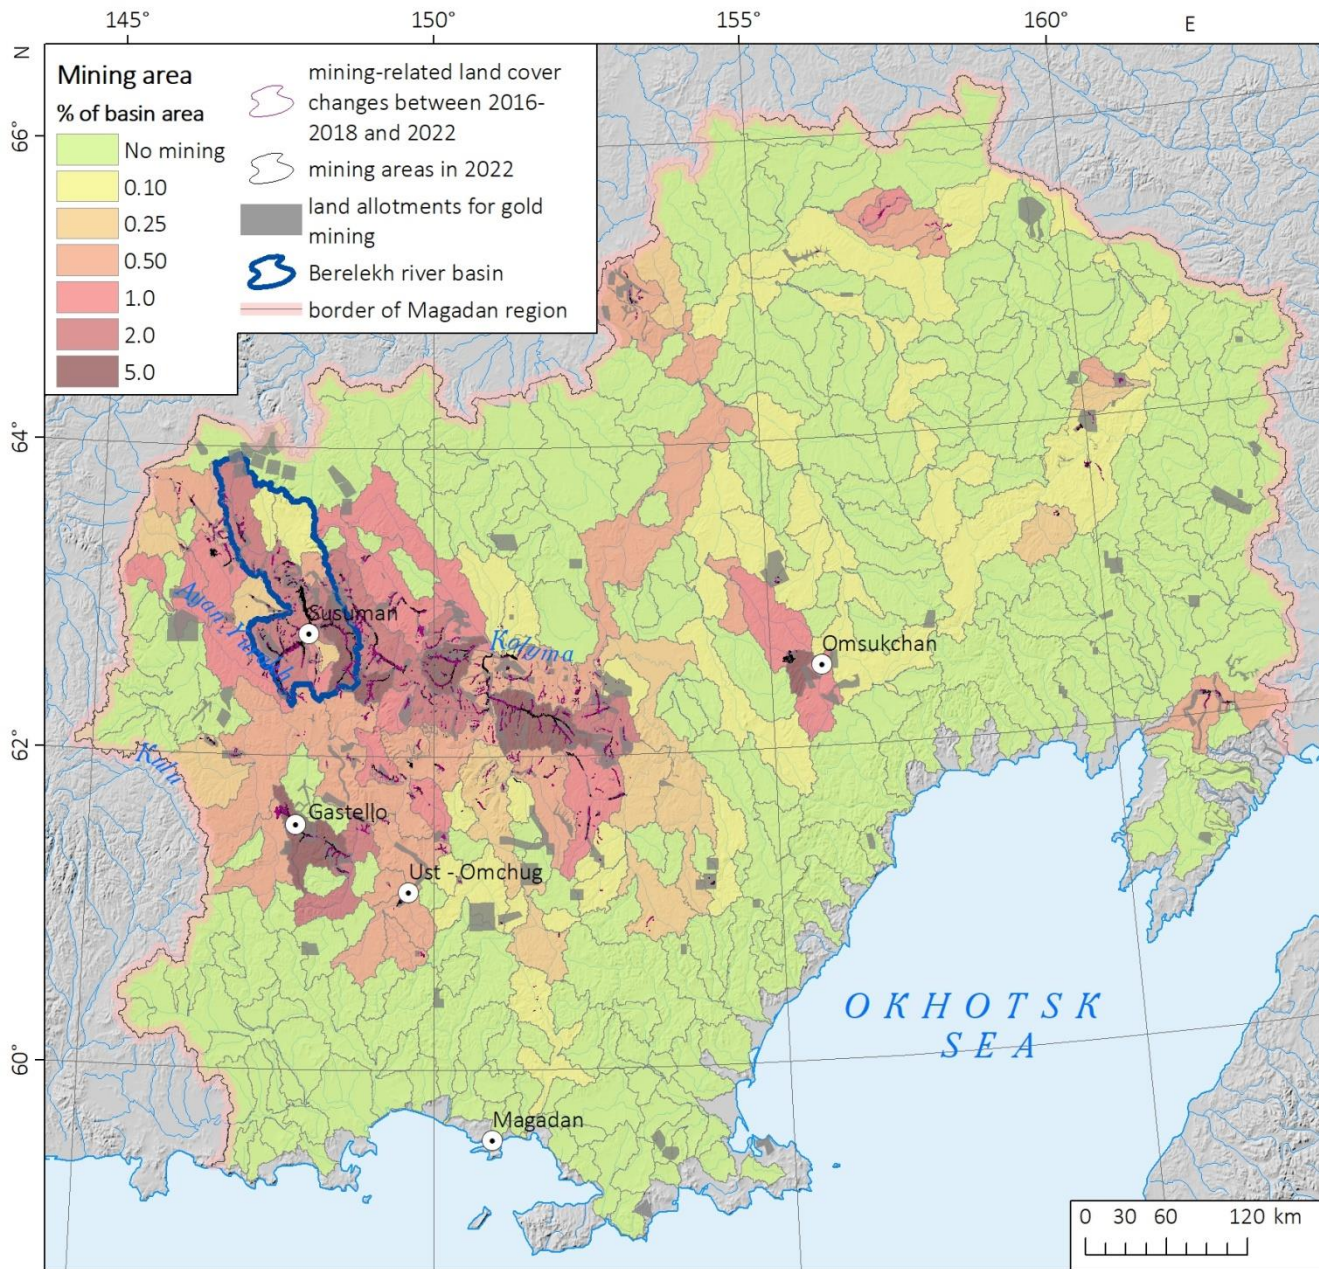 145°
150°
155°
160°
E
N
66°
64°
62°
60°
Mining area
% of basin area
No mining
0.10
0.25
0.50
1.0
2.0
5.0
mining-related land cover
changes between 2016-
2018 and 2022
mining areas in 2022
land allotments for gold
mining
Berelekh river basin
border of Magadan region
Susuman
Kolyma
Omsukchan
Kulu
Gastello
Ust - Omchug
OKHOTSK
SEA
Magadan
0 30 60 120 km